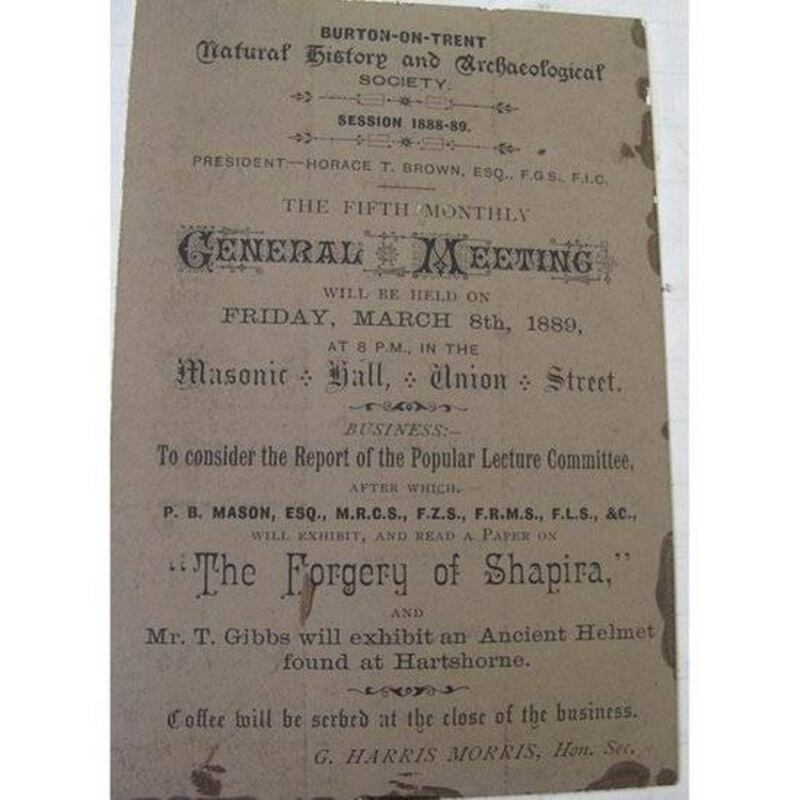 BURTON-ON-TRENT
Natural History and Archaeological
SOCIETY.
SESSION 1888-89.
PRESIDENT—HORACE T. BROWN, ESQ., F.G.S., F.I.C.
THE FIFTH MONTHLY
GENERAL MEETING
WILL BE HELD ON
FRIDAY, MARCH 8th, 1889,
AT 8 P.M., IN THE
Masonic Hall, Union Street.
BUSINESS:—
To consider the Report of the Popular Lecture Committee,
AFTER WHICH,
P. B. MASON, ESQ., M.R.C.S., F.Z.S., F.R.M.S., F.L.S., &C.,
WILL EXHIBIT, AND READ A PAPER ON
"The Forgery of Shapira,"
AND
Mr. T. Gibbs will exhibit an Ancient Helmet
found at Hartshorne.
Coffee will be served at the close of the business.
G. HARRIS MORRIS, Hon. Sec.